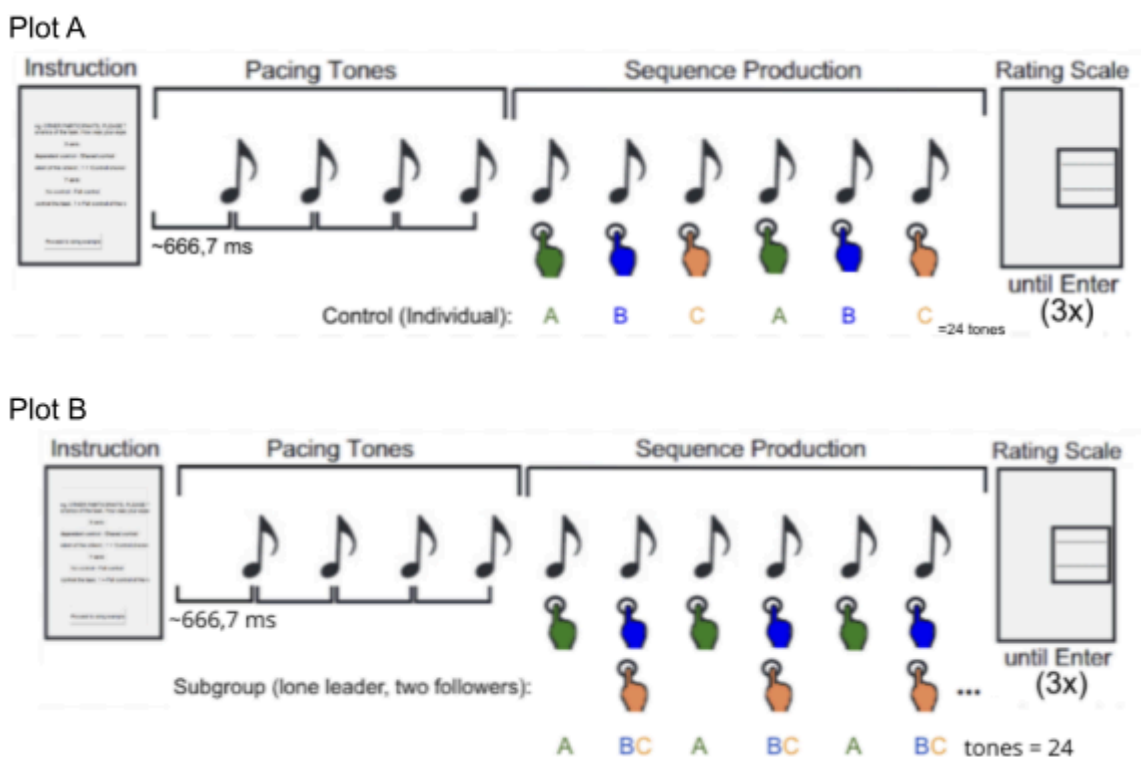 Plot A
Instruction Pacing Tones Sequence Production Rating Scale
~666,7 ms
until Enter
(3x)
Control (Individual): A B C A B C =24 tones
Plot B
Instruction Pacing Tones Sequence Production Rating Scale
~666,7 ms
until Enter
(3x)
Subgroup (lone leader, two followers): ...
A BC A BC A BC tones = 24